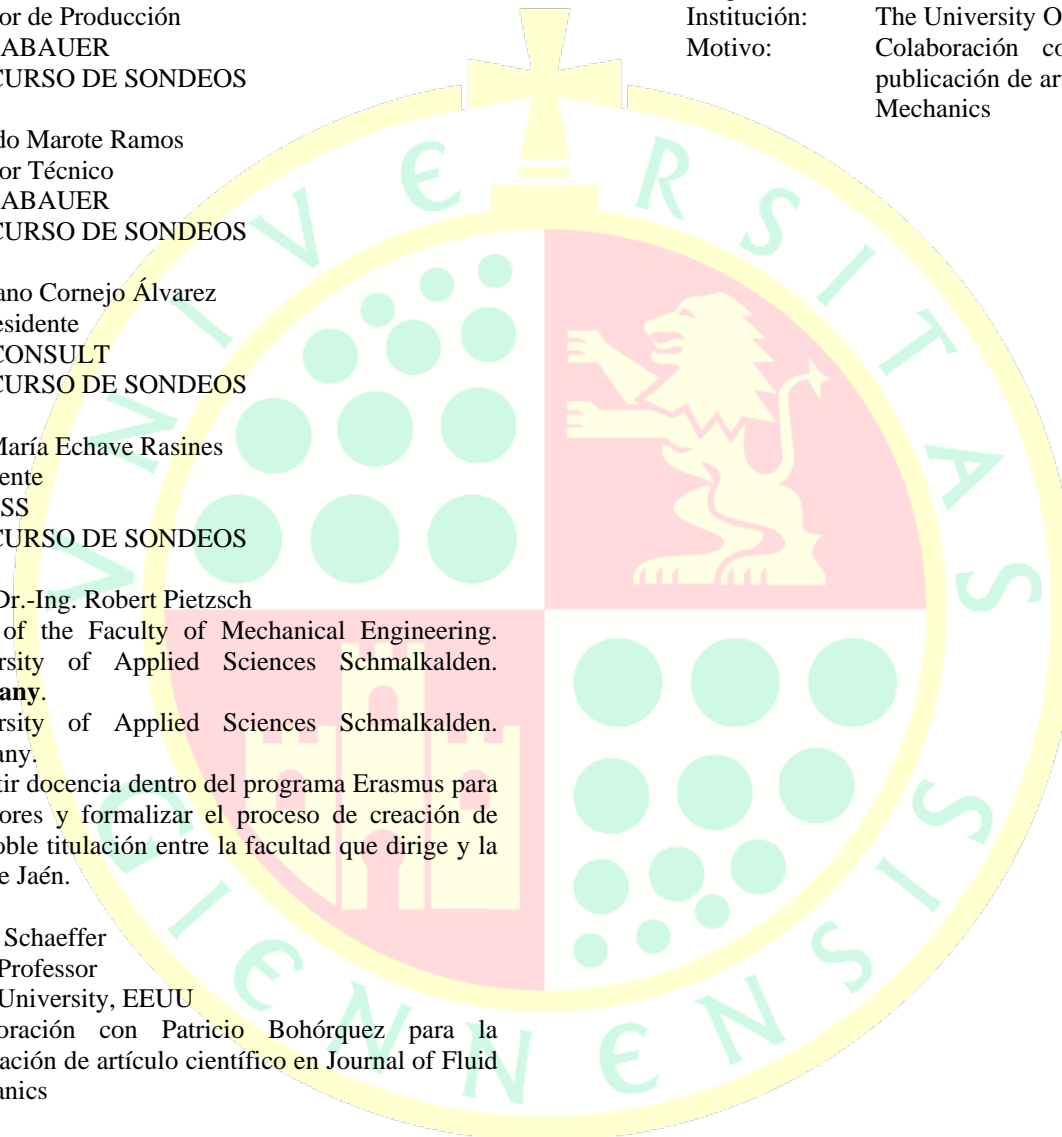 or de Producción
ABAUER
CURSO DE SONDEOS
do Marote Ramos
or Técnico
ABAUER
CURSO DE SONDEOS
ano Cornejo Álvarez
esidente
CONSULT
CURSO DE SONDEOS
María Echave Rasines
ente
SS
CURSO DE SONDEOS
Dr.-Ing. Robert Pietzsch
of the Faculty of Mechanical Engineering.
rsity of Applied Sciences Schmalkalden.
any.
rsity of Applied Sciences Schmalkalden.
any.
tir docencia dentro del programa Erasmus para
ores y formalizar el proceso de creación de
oble titulación entre la facultad que dirige y la
e Jaén.
Schaeffer
Professor
University, EEUU
oración con Patricio Bohórquez para la
ación de artículo científico en Journal of Fluid
anics
Institución: The University O
Motivo: Colaboración co
publicación de ar
Mechanics
VNIVERSITAS
GIENNENSIS